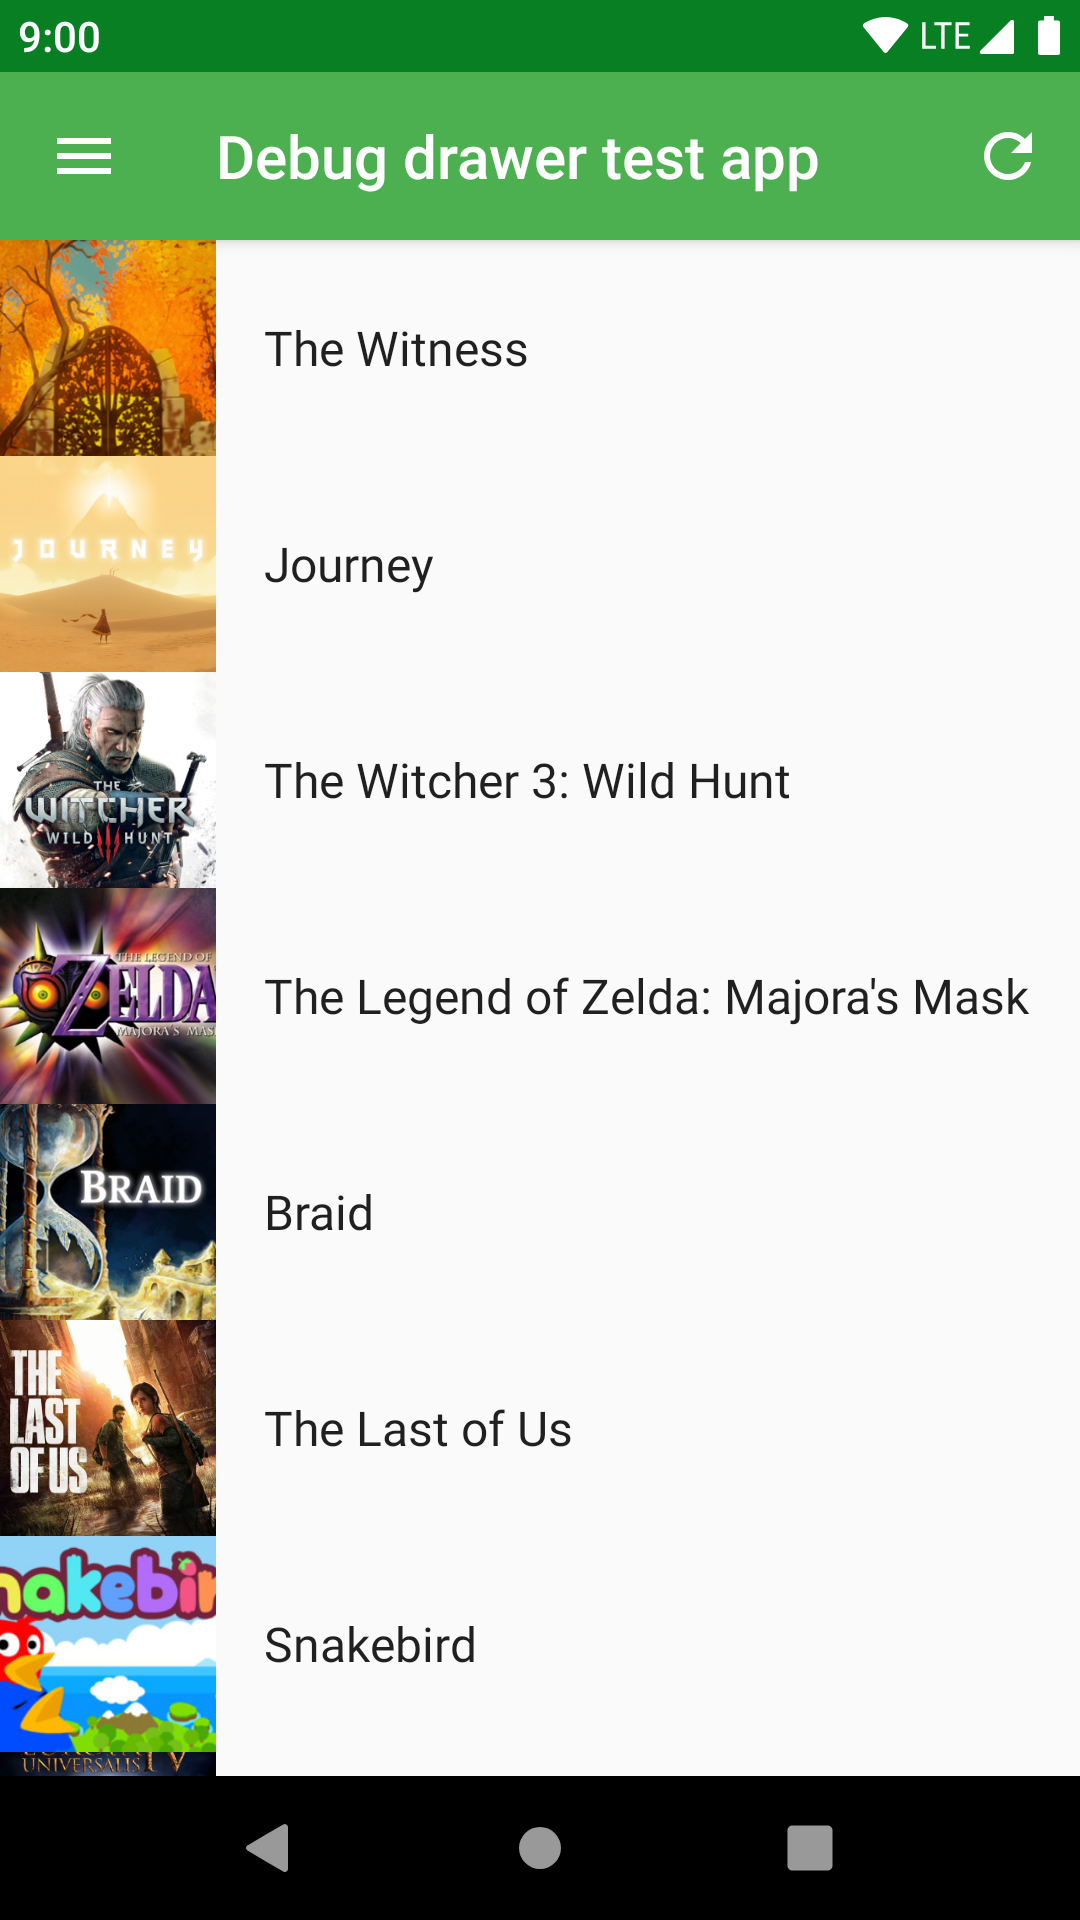 9:00 LTE
Debug drawer test app
The Witness
JOURNEY
Journey
THE
WITCHER
WILD HUNT
The Witcher 3: Wild Hunt
THE LEGEND OF
ZELDA
MAJORA'S MAS
The Legend of Zelda: Majora's Mask
BRAID
Braid
THE
LAST
OF US
The Last of Us
nakebir
Snakebird
UNIVERSALIS IV